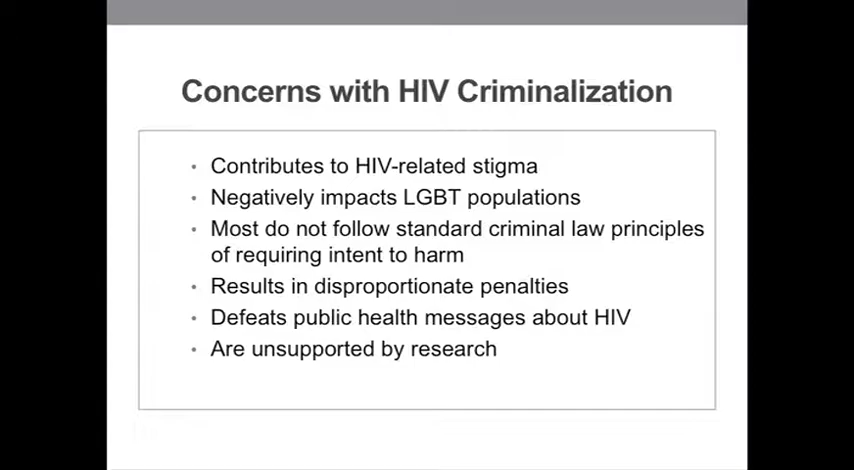 Concerns with HIV Criminalization
• Contributes to HIV-related stigma
• Negatively impacts LGBT populations
• Most do not follow standard criminal law principles
of requiring intent to harm
• Results in disproportionate penalties
• Defeats public health messages about HIV
• Are unsupported by research